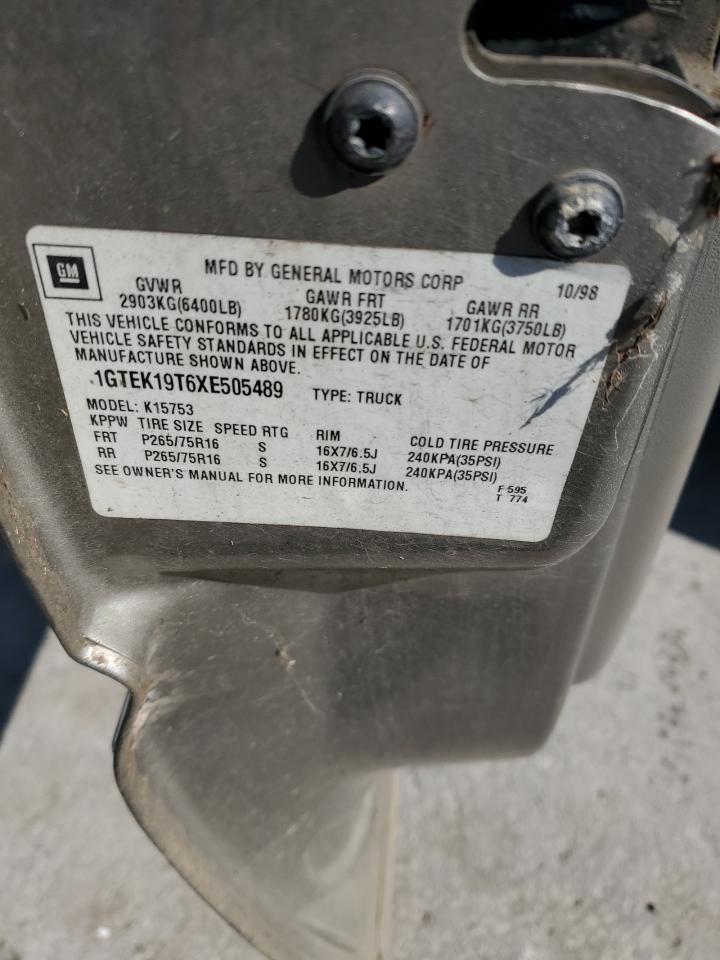 GM
MFD BY GENERAL MOTORS CORP 10/98
GVWR GAWR FRT GAWR RR
2903KG(6400LB) 1780KG(3925LB) 1701KG(3750LB)
THIS VEHICLE CONFORMS TO ALL APPLICABLE U.S. FEDERAL MOTOR
VEHICLE SAFETY STANDARDS IN EFFECT ON THE DATE OF
MANUFACTURE SHOWN ABOVE.
1GTEK19T6XE505489 TYPE: TRUCK
MODEL: K15753
KPPW TIRE SIZE SPEED RTG RIM COLD TIRE PRESSURE
FRT P265/75R16 S 16X7/6.5J 240KPA(35PSI)
RR P265/75R16 S 16X7/6.5J 240KPA(35PSI)
SEE OWNER'S MANUAL FOR MORE INFORMATION.
F 595
T 774